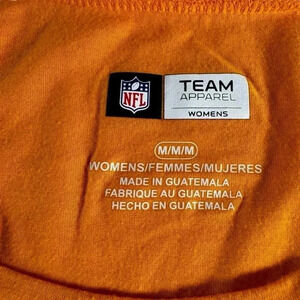 NFL
TEAM
APPAREL
WOMENS
M/M/M
WOMENS/FEMMES/MUJERES
MADE IN GUATEMALA
FABRIQUE AU GUATEMALA
HECHO EN GUATEMALA